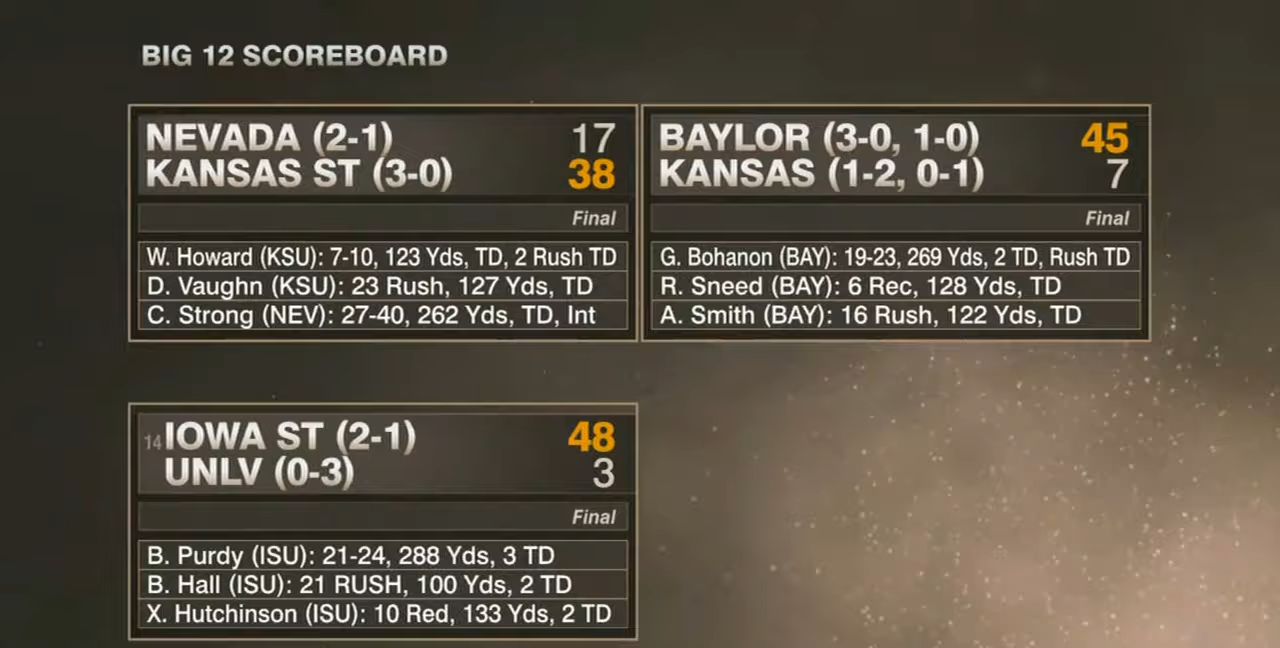 BIG 12 SCOREBOARD
NEVADA (2-1) 17
KANSAS ST (3-0) 38
Final
W. Howard (KSU): 7-10, 123 Yds, TD, 2 Rush TD
D. Vaughn (KSU): 23 Rush, 127 Yds, TD
C. Strong (NEV): 27-40, 262 Yds, TD, Int
BAYLOR (3-0, 1-0) 45
KANSAS (1-2, 0-1) 7
Final
G. Bohanon (BAY): 19-23, 269 Yds, 2 TD, Rush TD
R. Sneed (BAY): 6 Rec, 128 Yds, TD
A. Smith (BAY): 16 Rush, 122 Yds, TD
14 IOWA ST (2-1) 48
UNLV (0-3) 3
Final
B. Purdy (ISU): 21-24, 288 Yds, 3 TD
B. Hall (ISU): 21 RUSH, 100 Yds, 2 TD
X. Hutchinson (ISU): 10 Red, 133 Yds, 2 TD